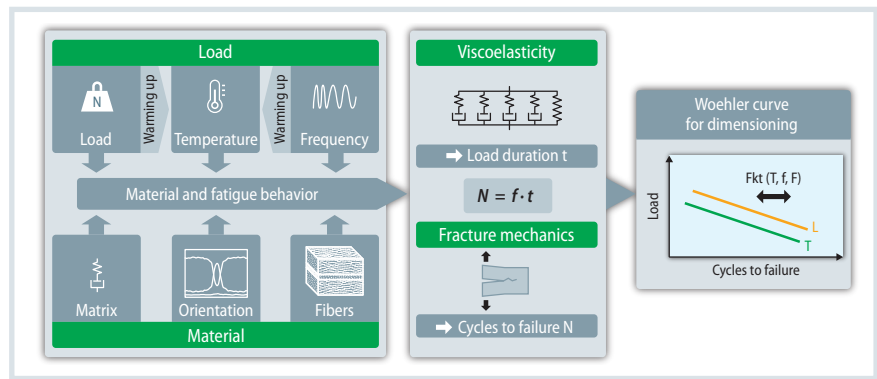 Load
N
Load
Warming up
Temperature
Warming up
Frequency
Material and fatigue behavior
Matrix
Orientation
Fibers
Material
Viscoelasticity
➡ Load duration t
N = f · t
Fracture mechanics
➡ Cycles to failure N
Woehler curve
for dimensioning
Fkt (T, f, F)
Load
L
T
Cycles to failure